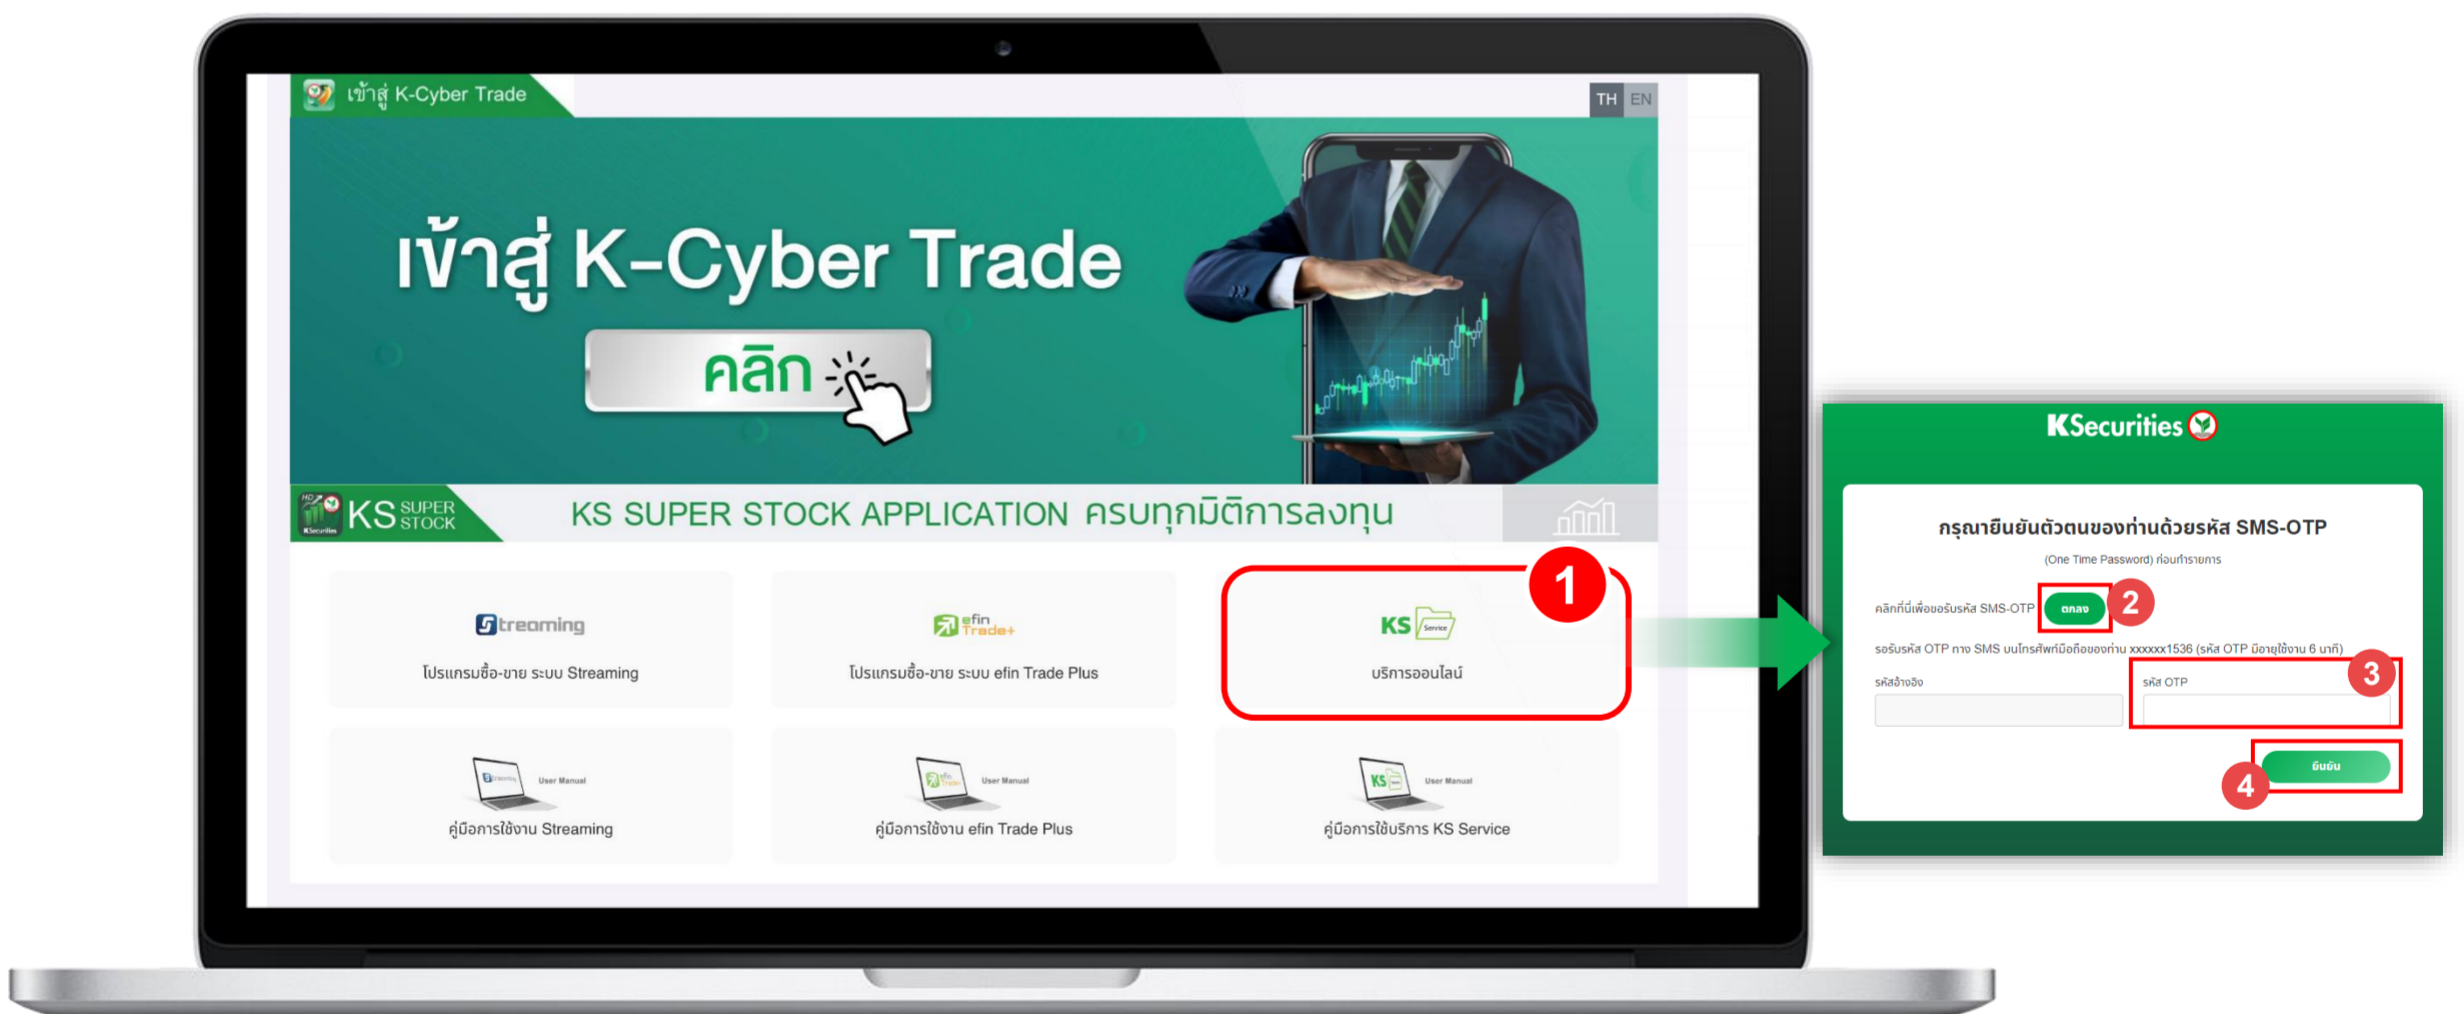 เข้าสู่ K-Cyber Trade
TH EN
เข้าสู่ K-Cyber Trade
คลิก
HD
KSecurities
KS SUPER STOCK
KS SUPER STOCK APPLICATION ครบทุกมิติการลงทุน
1
Streaming
โปรแกรมซื้อ-ขาย ระบบ Streaming
efin Trade+
โปรแกรมซื้อ-ขาย ระบบ efin Trade Plus
KS Service
บริการออนไลน์
Streaming User Manual
คู่มือการใช้งาน Streaming
efin Trade+ User Manual
คู่มือการใช้งาน efin Trade Plus
KS User Manual
คู่มือการใช้บริการ KS Service
KSecurities
กรุณายืนยันตัวตนของท่านด้วยรหัส SMS-OTP
(One Time Password) ก่อนทำรายการ
คลิกที่นี่เพื่อขอรับรหัส SMS-OTP ตกลง 2
รอรับรหัส OTP ทาง SMS บนโทรศัพท์มือถือของท่าน xxxxxx1536 (รหัส OTP มีอายุใช้งาน 6 นาที)
รหัสอ้างอิง
รหัส OTP 3
ยืนยัน
4